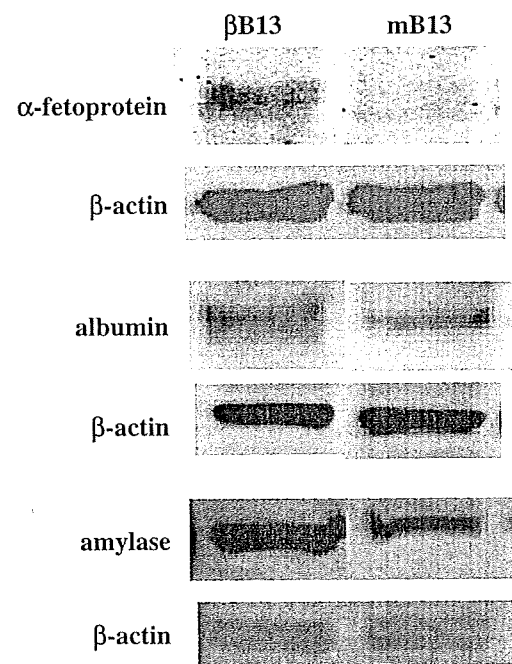 βB13 mB13
α-fetoprotein
β-actin
albumin
β-actin
amylase
β-actin